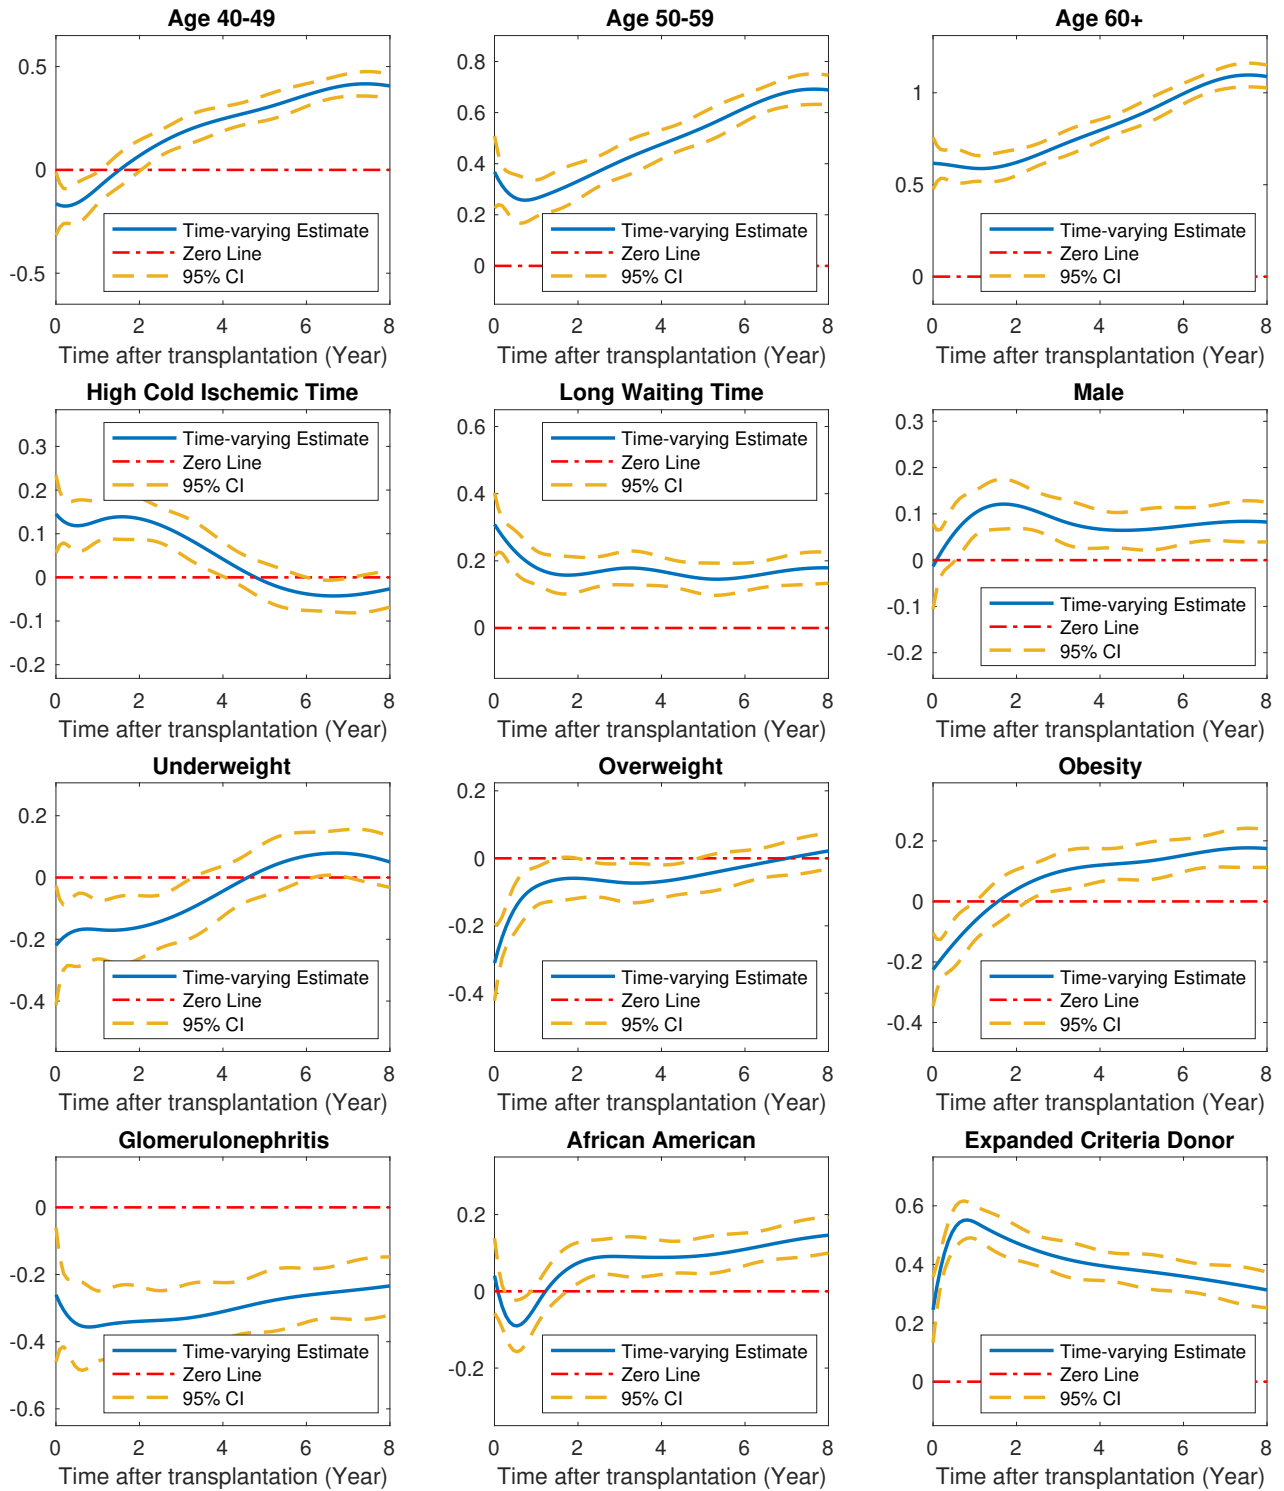 Age 40-49
0.5
0
-0.5
Time-varying Estimate
Zero Line
95% CI
0 2 4 6 8
Time after transplantation (Year)
Age 50-59
0.8
0.6
0.4
0.2
0
Time-varying Estimate
Zero Line
95% CI
0 2 4 6 8
Time after transplantation (Year)
Age 60+
1
0.5
0
Time-varying Estimate
Zero Line
95% CI
0 2 4 6 8
Time after transplantation (Year)
High Cold Ischemic Time
0.3
0.2
0.1
0
-0.1
-0.2
Time-varying Estimate
Zero Line
95% CI
0 2 4 6 8
Time after transplantation (Year)
Long Waiting Time
0.6
0.4
0.2
0
Time-varying Estimate
Zero Line
95% CI
0 2 4 6 8
Time after transplantation (Year)
Male
0.3
0.2
0.1
0
-0.1
-0.2
Time-varying Estimate
Zero Line
95% CI
0 2 4 6 8
Time after transplantation (Year)
Underweight
0.2
0
-0.2
-0.4
Time-varying Estimate
Zero Line
95% CI
0 2 4 6 8
Time after transplantation (Year)
Overweight
0.2
0
-0.2
-0.4
Time-varying Estimate
Zero Line
95% CI
0 2 4 6 8
Time after transplantation (Year)
Obesity
0.2
0
-0.2
-0.4
Time-varying Estimate
Zero Line
95% CI
0 2 4 6 8
Time after transplantation (Year)
Glomerulonephritis
0
-0.2
-0.4
-0.6
Time-varying Estimate
Zero Line
95% CI
0 2 4 6 8
Time after transplantation (Year)
African American
0.2
0
-0.2
Time-varying Estimate
Zero Line
95% CI
0 2 4 6 8
Time after transplantation (Year)
Expanded Criteria Donor
0.6
0.4
0.2
0
Time-varying Estimate
Zero Line
95% CI
0 2 4 6 8
Time after transplantation (Year)